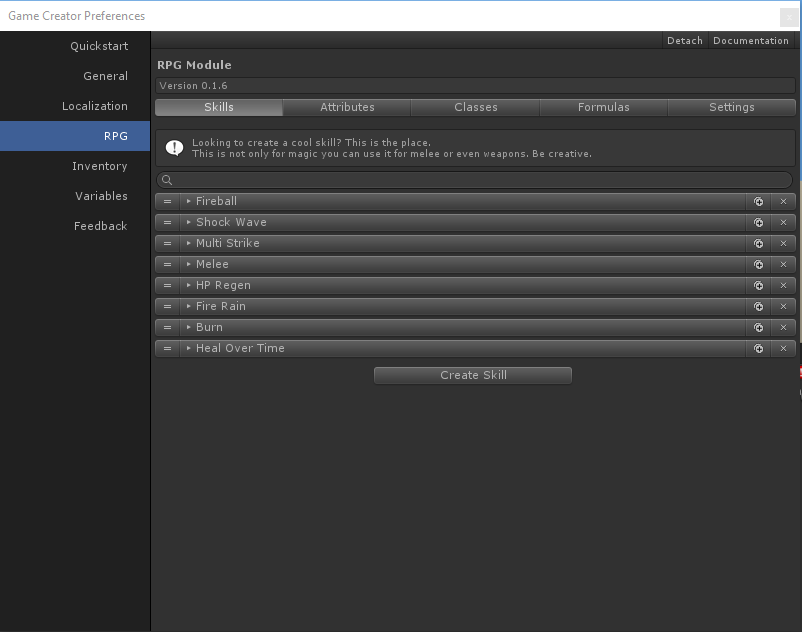 Game Creator Preferences
x
Quickstart
General
Localization
RPG
Inventory
Variables
Feedback
Detach Documentation
RPG Module
Version 0.1.6
Skills Attributes Classes Formulas Settings
Looking to create a cool skill? This is the place.
This is not only for magic you can use it for melee or even weapons. Be creative.
Fireball
Shock Wave
Multi Strike
Melee
HP Regen
Fire Rain
Burn
Heal Over Time
Create Skill